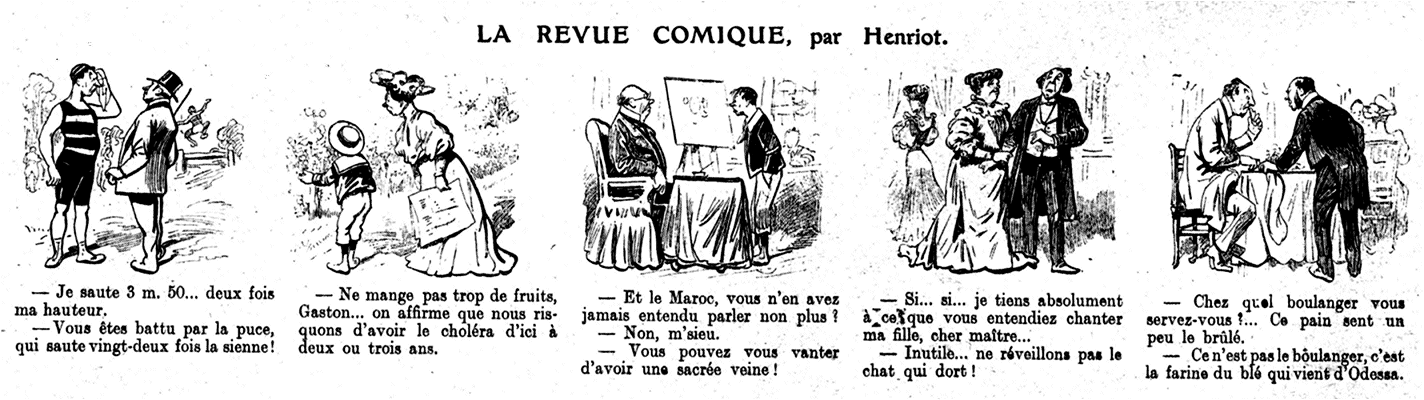 LA REVUE COMIQUE, par Henriot.
— Je saute 3 m. 50... deux fois
ma hauteur.
— Vous êtes battu par la puce,
qui saute vingt-deux fois la sienne!
— Ne mange pas trop de fruits,
Gaston... on affirme que nous ris-
quons d'avoir le choléra d'ici à
deux ou trois ans.
— Et le Maroc, vous n'en avez
jamais entendu parler non plus?
— Non, m'sieu.
— Vous pouvez vous vanter
d'avoir une sacrée veine!
— Si... si... je tiens absolument
à ce que vous entendiez chanter
ma fille, cher maître...
— Inutile... ne réveillons pas le
chat qui dort!
— Chez quel boulanger vous
servez-vous?... Ce pain sent un
peu le brûlé.
— Ce n'est pas le bôulanger, c'est
la farine du blé qui vient d'Odessa.